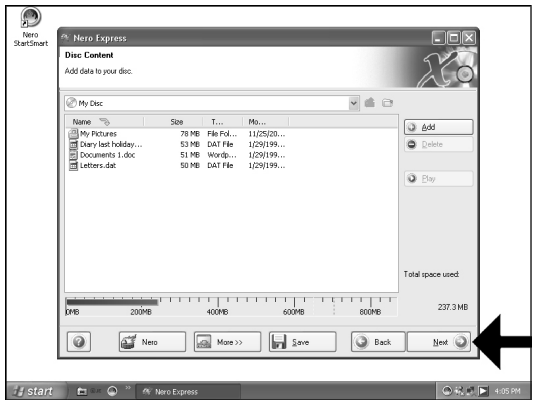 Nero
StartSmart
Nero Express
Disc Content
Add data to your disc.
My Disc
Name Size T... Mo...
My Pictures 78 MB File Fol... 11/25/20...
Diary last holiday... 53 MB DAT File 1/29/199...
Documents 1.doc 51 MB Wordp... 1/29/199...
Letters.dat 50 MB DAT File 1/29/199...
Add
Delete
Play
Total space used:
0MB 200MB 400MB 600MB 800MB 237.3 MB
Nero More >> Save Back Next
start Nero Express 4:05 PM